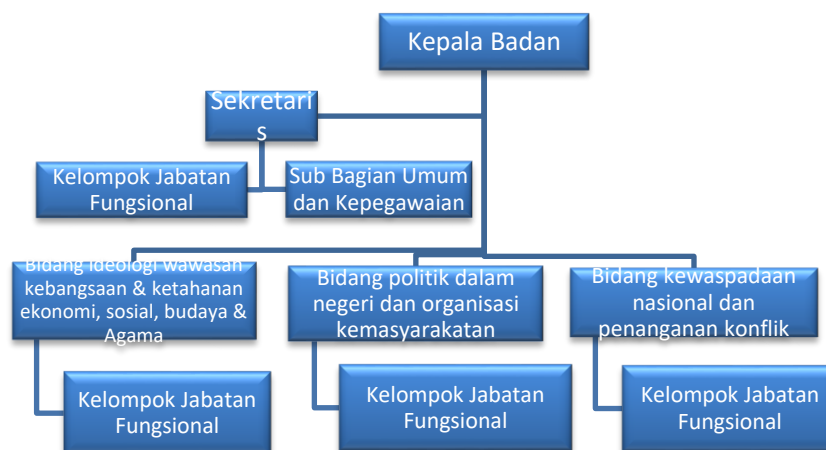 Kepala Badan
Sekretari
s
Kelompok Jabatan
Fungsional
Sub Bagian Umum
dan Kepegawaian
Bidang ideologi wawasan
kebangsaan & ketahanan
ekonomi, sosial, budaya &
Agama
Bidang politik dalam
negeri dan organisasi
kemasyarakatan
Bidang kewaspadaan
nasional dan
penanganan konflik
Kelompok Jabatan
Fungsional
Kelompok Jabatan
Fungsional
Kelompok Jabatan
Fungsional